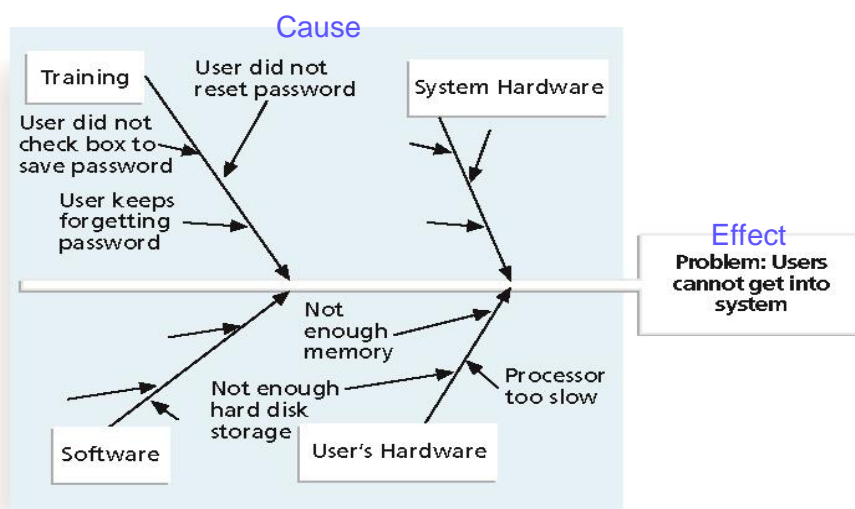 Cause
Training
User did not
reset password
System Hardware
User did not
check box to
save password
User keeps
forgetting
password
Effect
Problem: Users
cannot get into
system
Not
enough
memory
Not enough
hard disk
storage
Processor
too slow
Software
User's Hardware